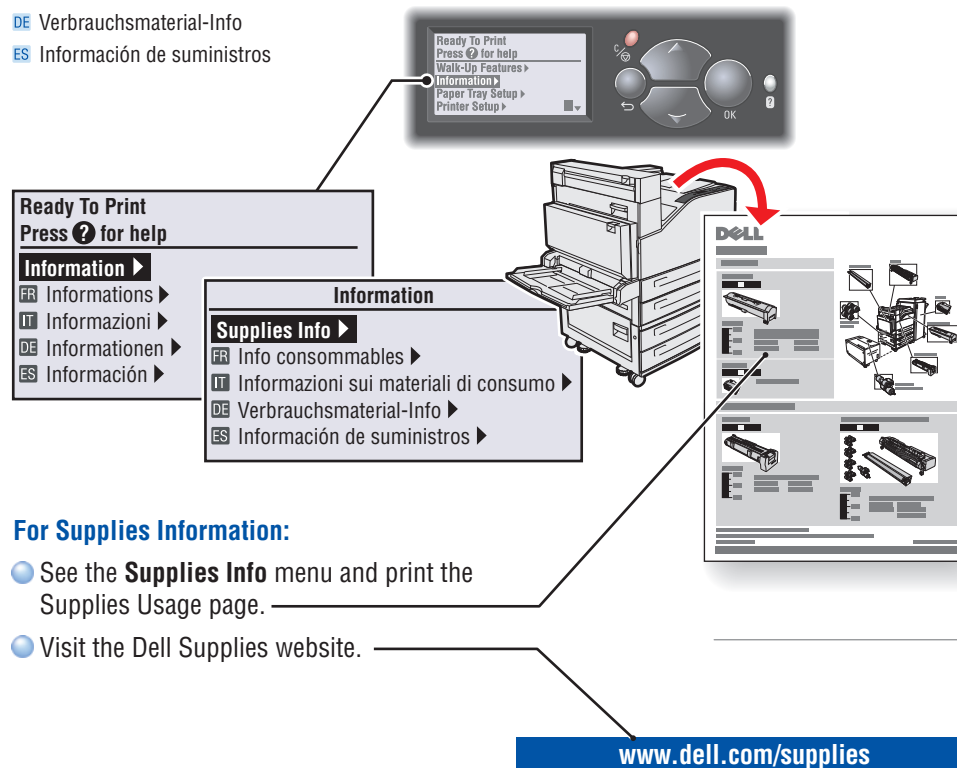 DE Verbrauchsmaterial-Info
ES Información de suministros
Ready To Print
Press ? for help
Walk-Up Features
Information
Paper Tray Setup
Printer Setup
C
OK
?
Ready To Print
Press ? for help
Information
FR Informations
IT Informazioni
DE Informationen
ES Información
Information
Supplies Info
FR Info consommables
IT Informazioni sui materiali di consumo
DE Verbrauchsmaterial-Info
ES Información de suministros
DELL
For Supplies Information:
See the Supplies Info menu and print the
Supplies Usage page.
Visit the Dell Supplies website.
www.dell.com/supplies